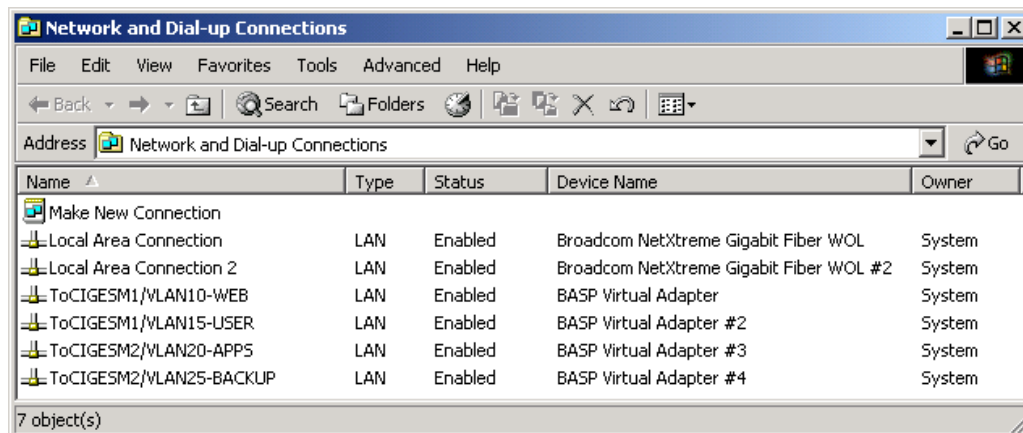 Network and Dial-up Connections
File Edit View Favorites Tools Advanced Help
Back Search Folders
Address Network and Dial-up Connections Go
Name Type Status Device Name Owner
Make New Connection
Local Area Connection LAN Enabled Broadcom NetXtreme Gigabit Fiber WOL System
Local Area Connection 2 LAN Enabled Broadcom NetXtreme Gigabit Fiber WOL #2 System
ToCIGESM1/VLAN10-WEB LAN Enabled BASP Virtual Adapter System
ToCIGESM1/VLAN15-USER LAN Enabled BASP Virtual Adapter #2 System
ToCIGESM2/VLAN20-APPS LAN Enabled BASP Virtual Adapter #3 System
ToCIGESM2/VLAN25-BACKUP LAN Enabled BASP Virtual Adapter #4 System
7 object(s)